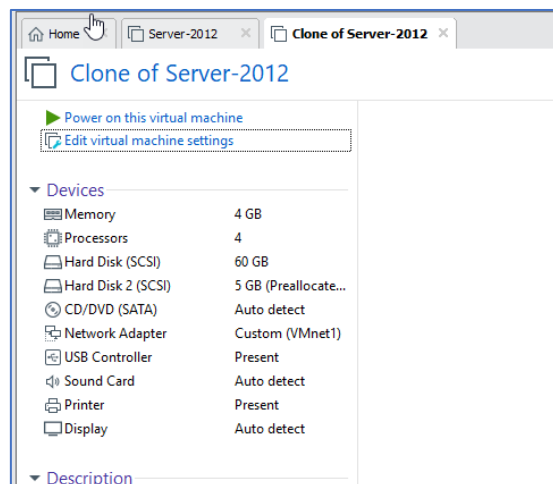 Home Server-2012 Clone of Server-2012
Clone of Server-2012
Power on this virtual machine
Edit virtual machine settings
Devices
Memory 4 GB
Processors 4
Hard Disk (SCSI) 60 GB
Hard Disk 2 (SCSI) 5 GB (Preallocate...
CD/DVD (SATA) Auto detect
Network Adapter Custom (VMnet1)
USB Controller Present
Sound Card Auto detect
Printer Present
Display Auto detect
Description